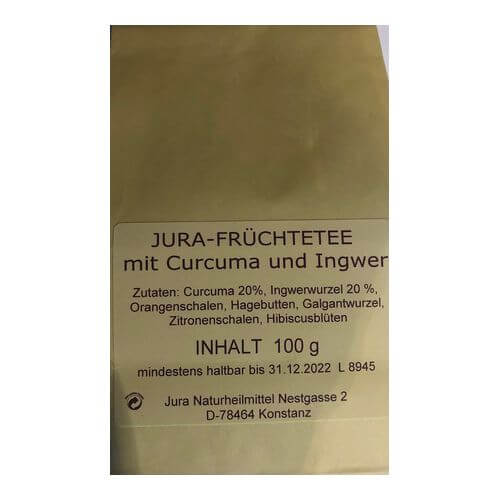 JURA-FRÜCHTETEE
mit Curcuma und Ingwer
Zutaten: Curcuma 20%, Ingwerwurzel 20 %,
Orangenschalen, Hagebutten, Galgantwurzel,
Zitronenschalen, Hibiscusblüten
INHALT 100 g
mindestens haltbar bis 31.12.2022 L 8945
Jura Naturheilmittel Nestgasse 2
D-78464 Konstanz